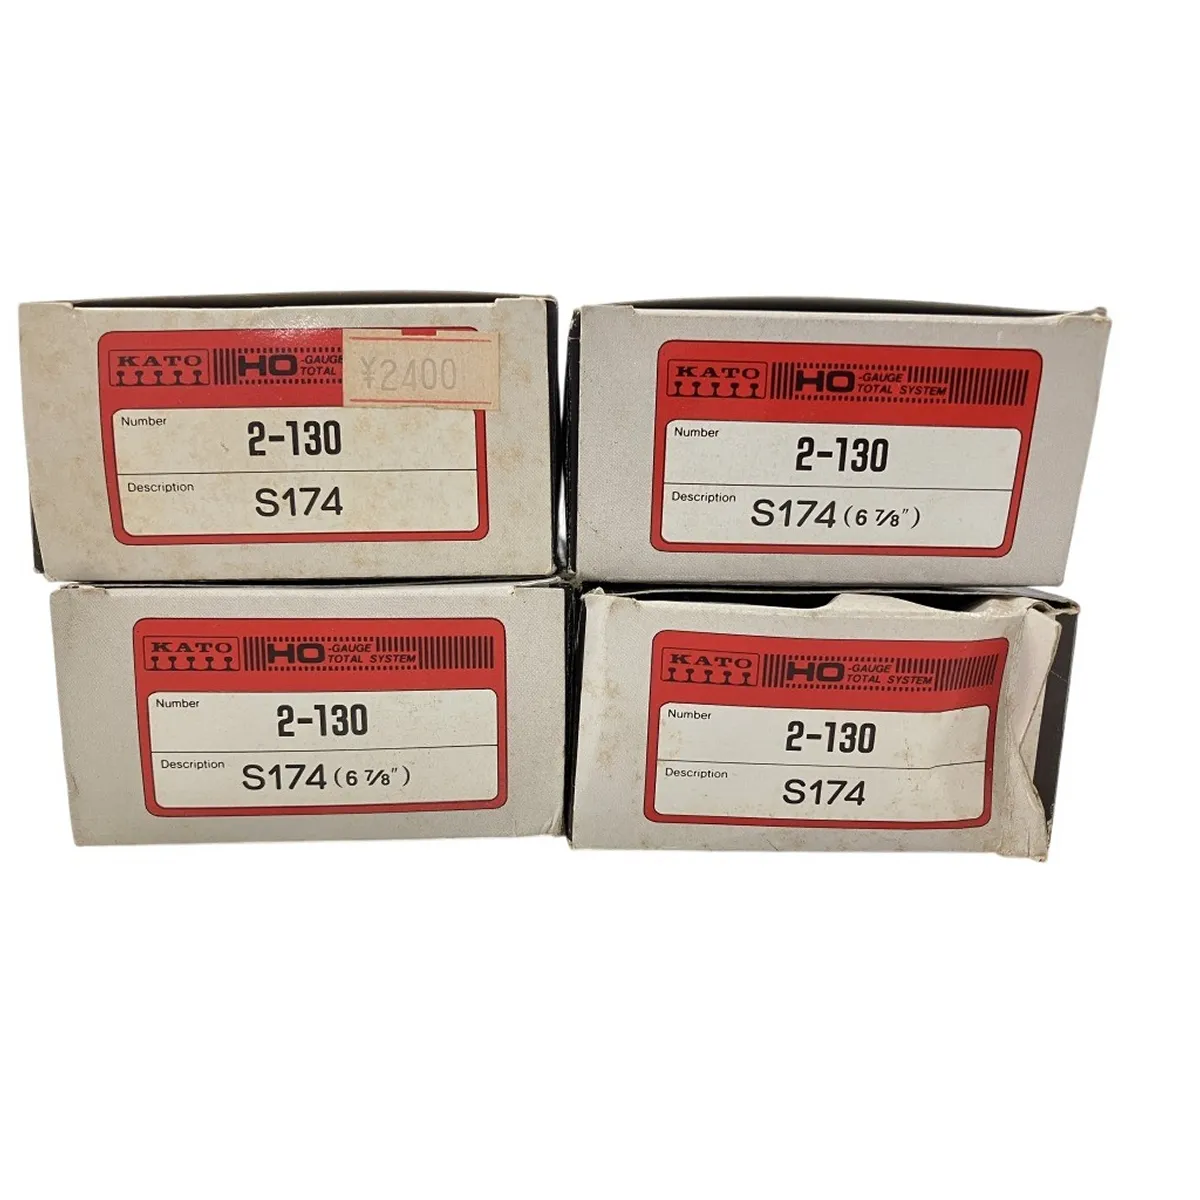 KATO HO -GAUGE
TOTAL
¥2400
Number
2-130
Description
S174
KATO HO -GAUGE
TOTAL SYSTEM
Number
2-130
Description
S174 (6 7/8")
KATO HO -GAUGE
TOTAL SYSTEM
Number
2-130
Description
S174 (6 7/8")
KATO HO -GAUGE
TOTAL SYSTEM
Number
2-130
Description
S174